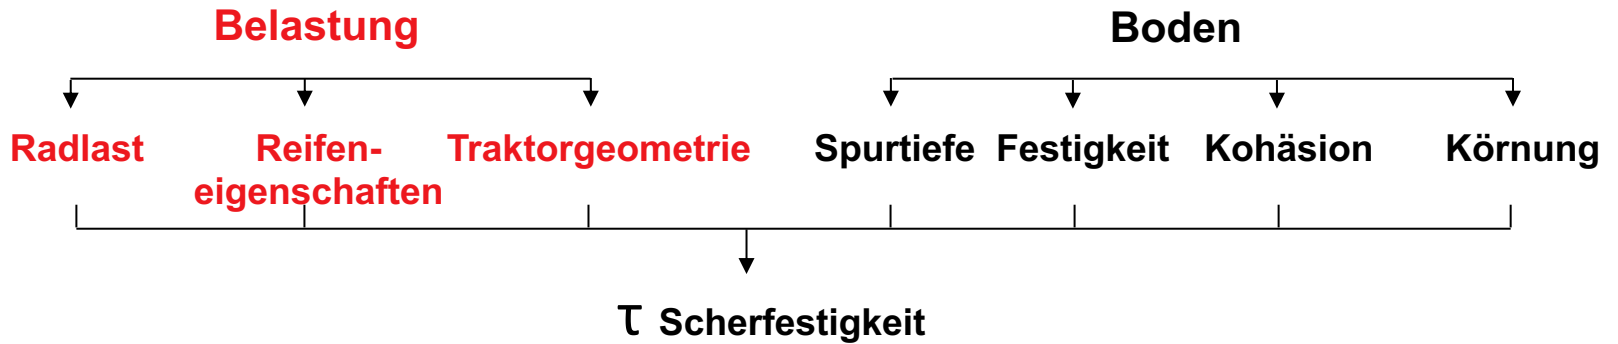 Belastung
Boden
Radlast
Reifen-
eigenschaften
Traktorgeometrie
Spurtiefe
Festigkeit
Kohäsion
Körnung
τ Scherfestigkeit